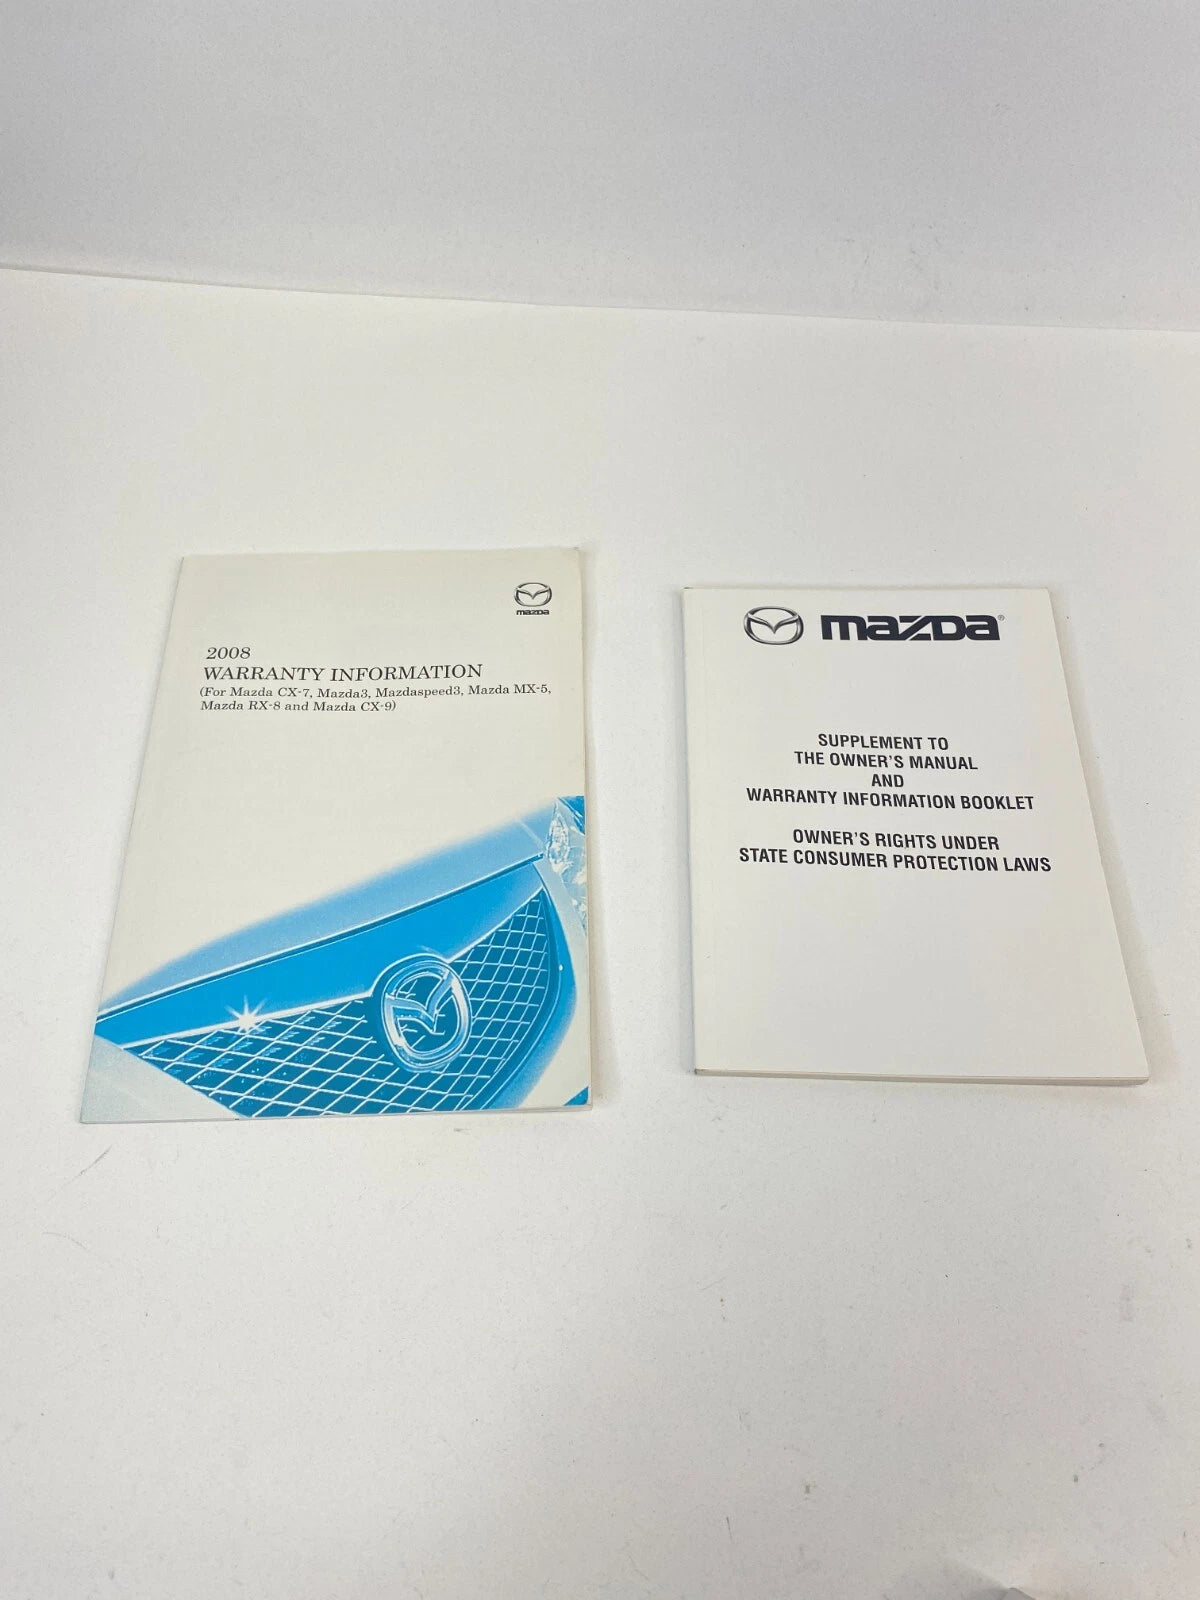 mazda
2008
WARRANTY INFORMATION
(For Mazda CX-7, Mazda3, Mazdaspeed3, Mazda MX-5,
Mazda RX-8 and Mazda CX-9)
mazda®
SUPPLEMENT TO
THE OWNER'S MANUAL
AND
WARRANTY INFORMATION BOOKLET
OWNER'S RIGHTS UNDER
STATE CONSUMER PROTECTION LAWS